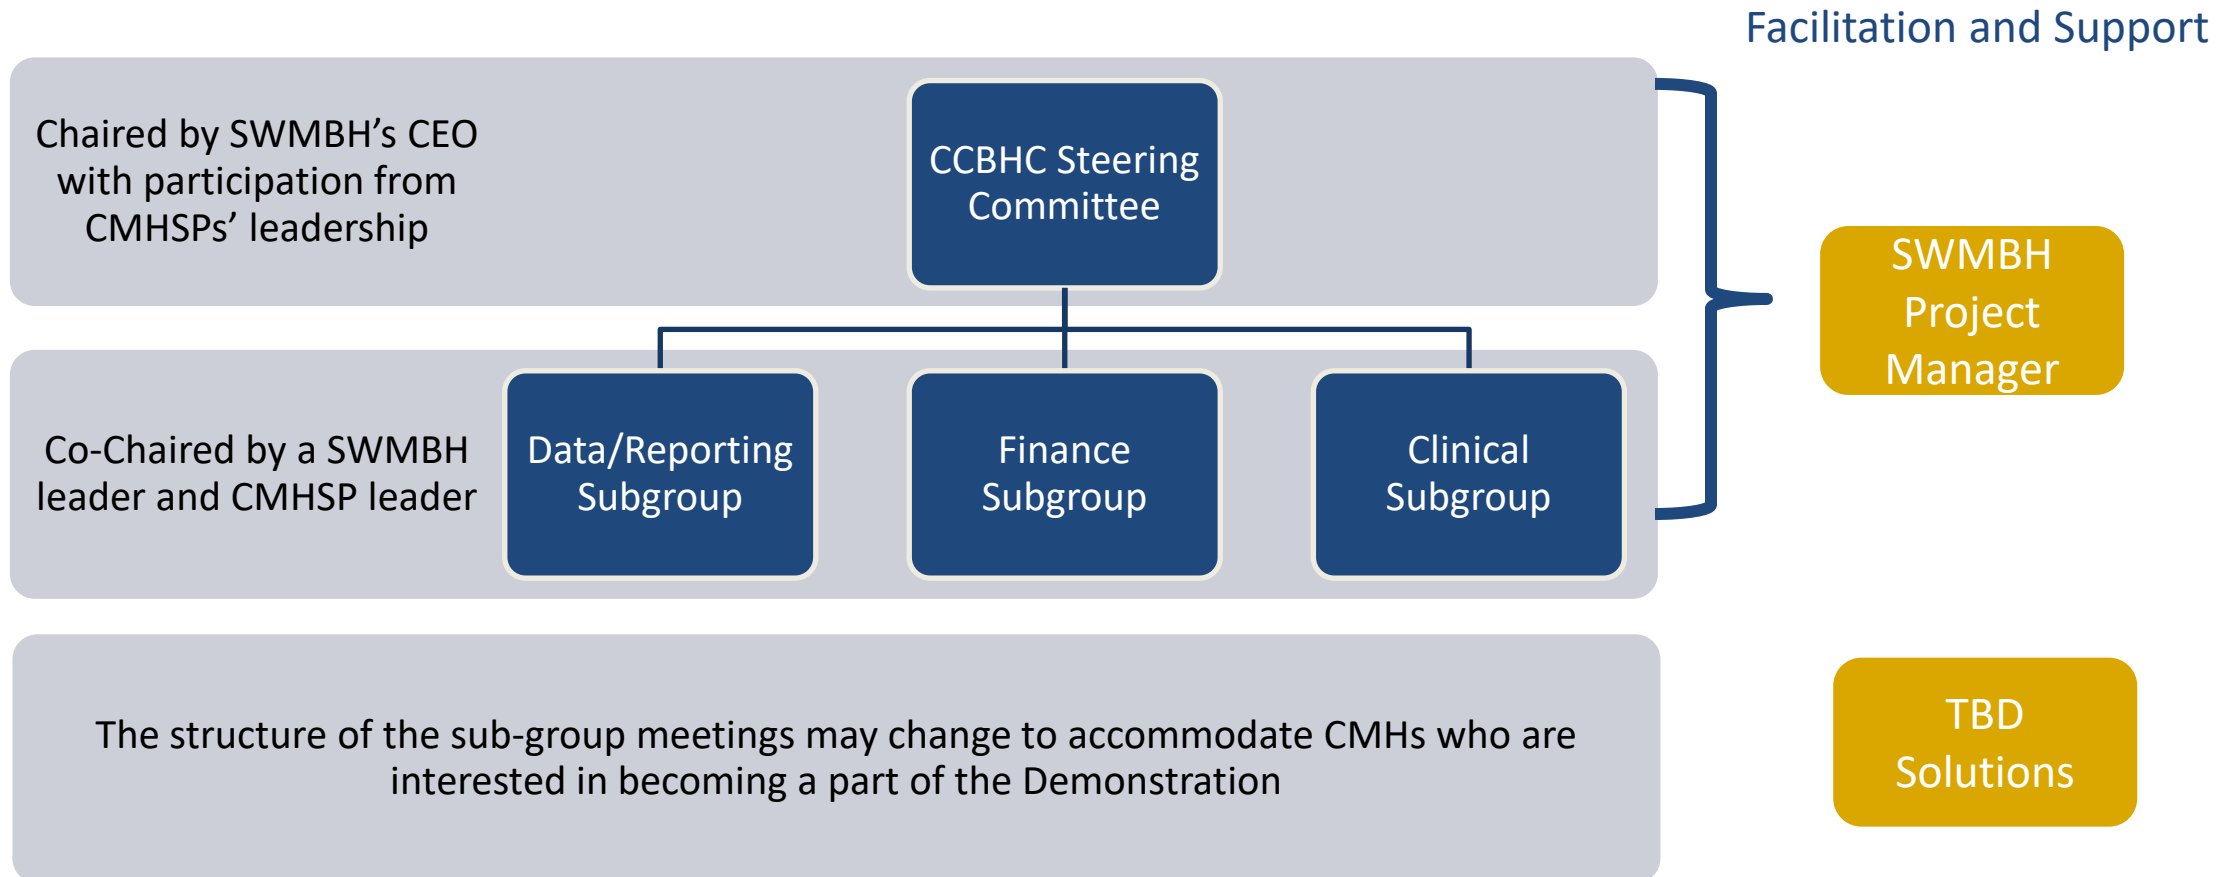 Facilitation and Support
Chaired by SWMBH’s CEO
with participation from
CMHSPs’ leadership
CCBHC Steering
Committee
SWMBH
Project
Manager
Co-Chaired by a SWMBH
leader and CMHSP leader
Data/Reporting
Subgroup
Finance
Subgroup
Clinical
Subgroup
The structure of the sub-group meetings may change to accommodate CMHs who are
interested in becoming a part of the Demonstration
TBD
Solutions